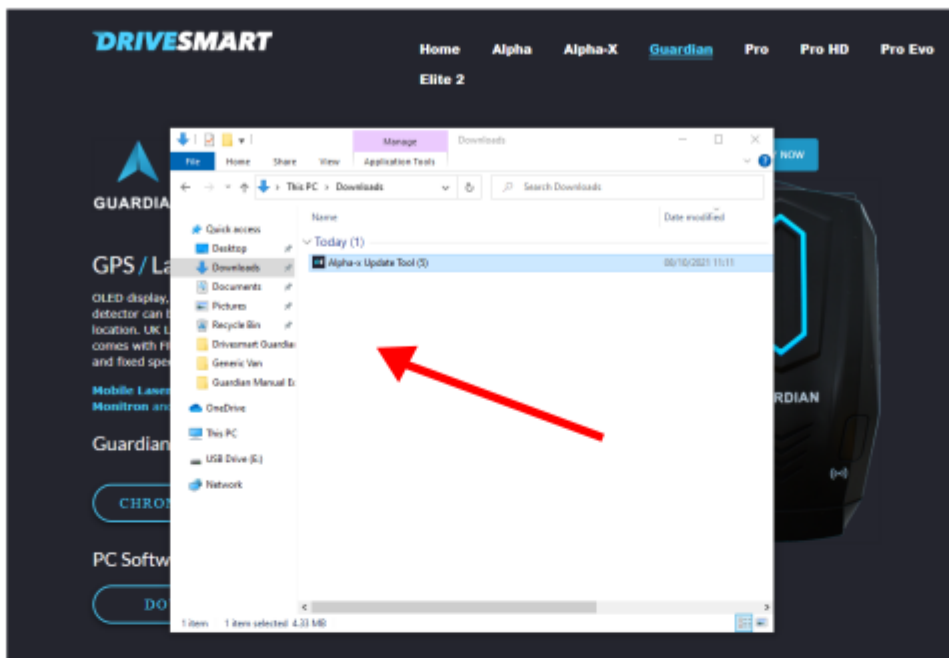 DRIVESMART
Home Alpha Alpha-X Guardian Pro Pro HD Pro Evo
Elite 2
Manage Downloads
File Home Share View Application Tools
This PC > Downloads
Search Downloads
NOW
GUARDIA
Name Date modified
Quick access
Today (1)
Desktop
Alpha-x Update Tool (5) 08/10/2021 11:11
Downloads
Documents
Pictures
Recycle Bin
Drivesmart Guardian
Generic Van
Guardian Manual Ex
OneDrive
This PC
USB Drive (E:)
Network
GPS / La
OLED display,
detector can b
location. UK L
comes with F
and fixed spe
Mobile Laser
Monitron and
Guardian
CHRO
PC Softw
DO
RDIAN
1 item 1 item selected 4.33 MB